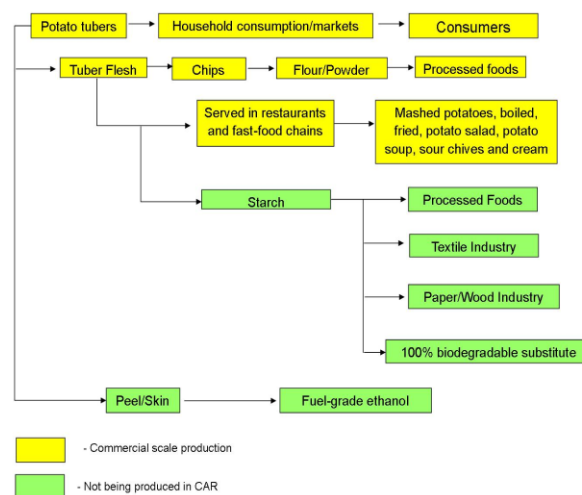 Potato tubers
Household consumption/markets
Consumers
Tuber Flesh
Chips
Flour/Powder
Processed foods
Served in restaurants
and fast-food chains
Mashed potatoes, boiled,
fried, potato salad, potato
soup, sour chives and cream
Starch
Processed Foods
Textile Industry
Paper/Wood Industry
100% biodegradable substitute
Peel/Skin
Fuel-grade ethanol
- Commercial scale production
- Not being produced in CAR